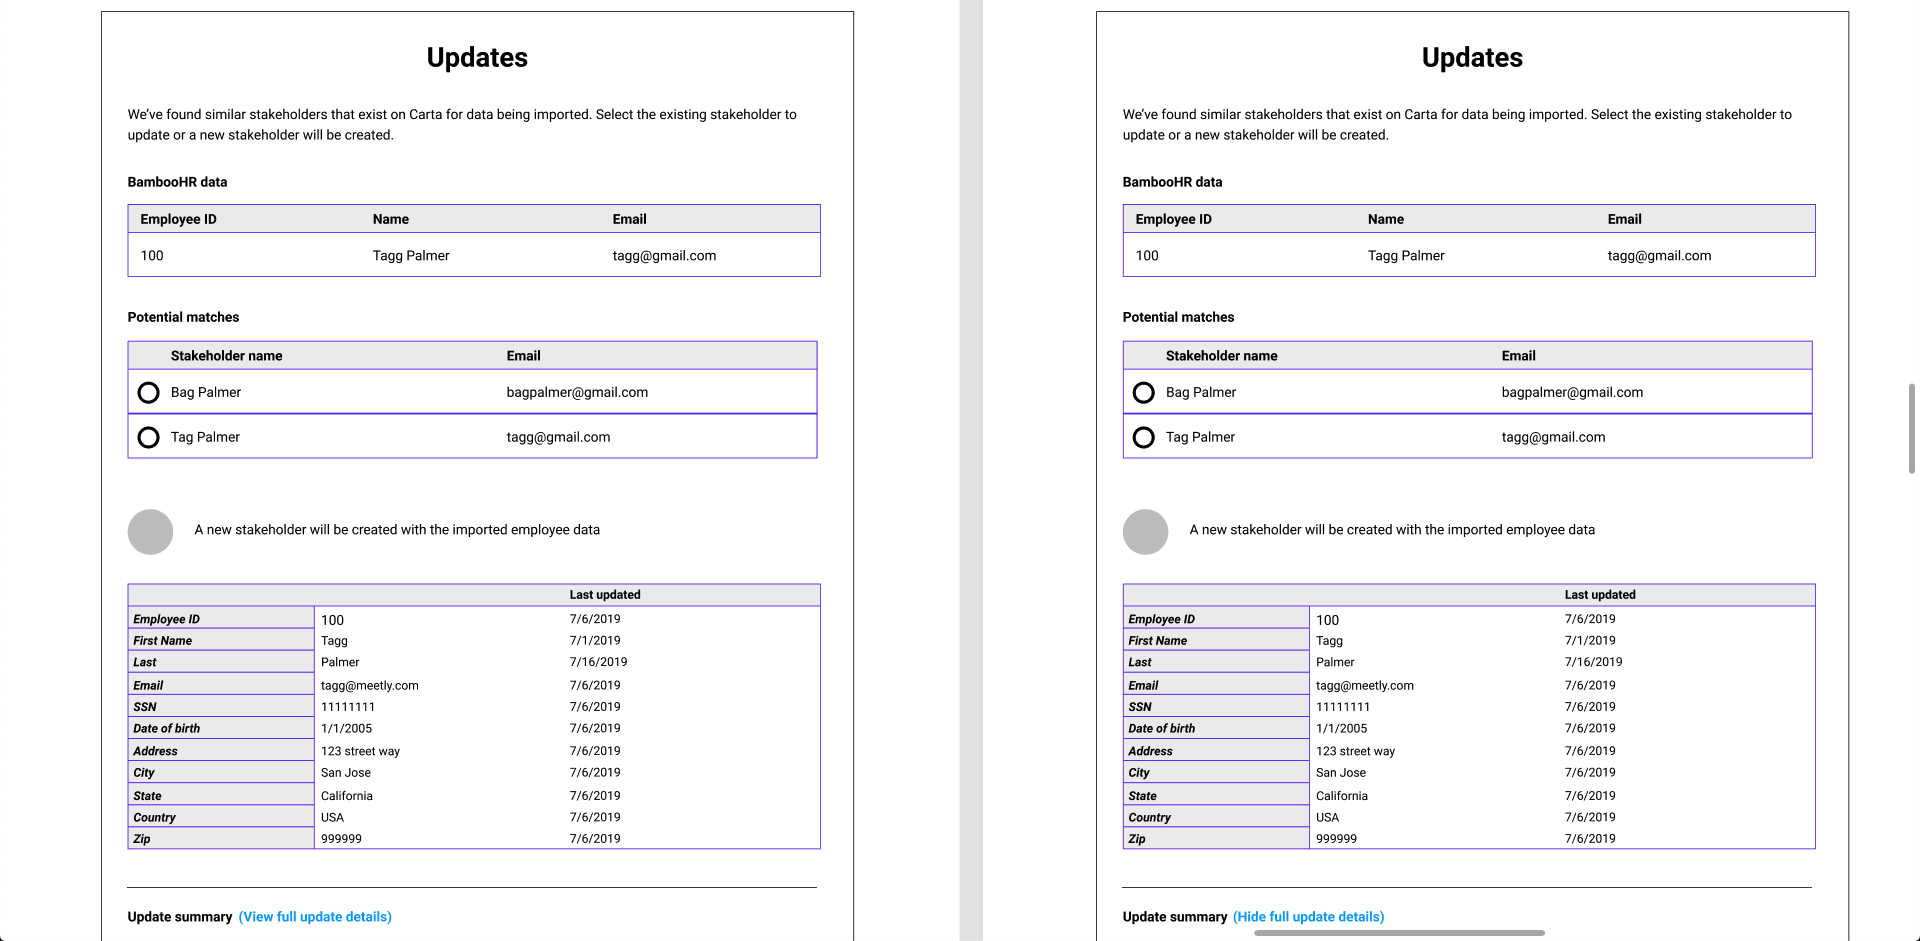 Updates
We've found similar stakeholders that exist on Carta for data being imported. Select the existing stakeholder to
update or a new stakeholder will be created.
BambooHR data
Employee ID Name Email
100 Tagg Palmer tagg@gmail.com
Potential matches
Stakeholder name Email
Bag Palmer bagpalmer@gmail.com
Tag Palmer tagg@gmail.com
A new stakeholder will be created with the imported employee data
Last updated
Employee ID 100 7/6/2019
First Name Tagg 7/1/2019
Last Palmer 7/16/2019
Email tagg@meetly.com 7/6/2019
SSN 11111111 7/6/2019
Date of birth 1/1/2005 7/6/2019
Address 123 street way 7/6/2019
City San Jose 7/6/2019
State California 7/6/2019
Country USA 7/6/2019
Zip 999999 7/6/2019
Update summary (View full update details)
Updates
We've found similar stakeholders that exist on Carta for data being imported. Select the existing stakeholder to
update or a new stakeholder will be created.
BambooHR data
Employee ID Name Email
100 Tagg Palmer tagg@gmail.com
Potential matches
Stakeholder name Email
Bag Palmer bagpalmer@gmail.com
Tag Palmer tagg@gmail.com
A new stakeholder will be created with the imported employee data
Last updated
Employee ID 100 7/6/2019
First Name Tagg 7/1/2019
Last Palmer 7/16/2019
Email tagg@meetly.com 7/6/2019
SSN 11111111 7/6/2019
Date of birth 1/1/2005 7/6/2019
Address 123 street way 7/6/2019
City San Jose 7/6/2019
State California 7/6/2019
Country USA 7/6/2019
Zip 999999 7/6/2019
Update summary (Hide full update details)